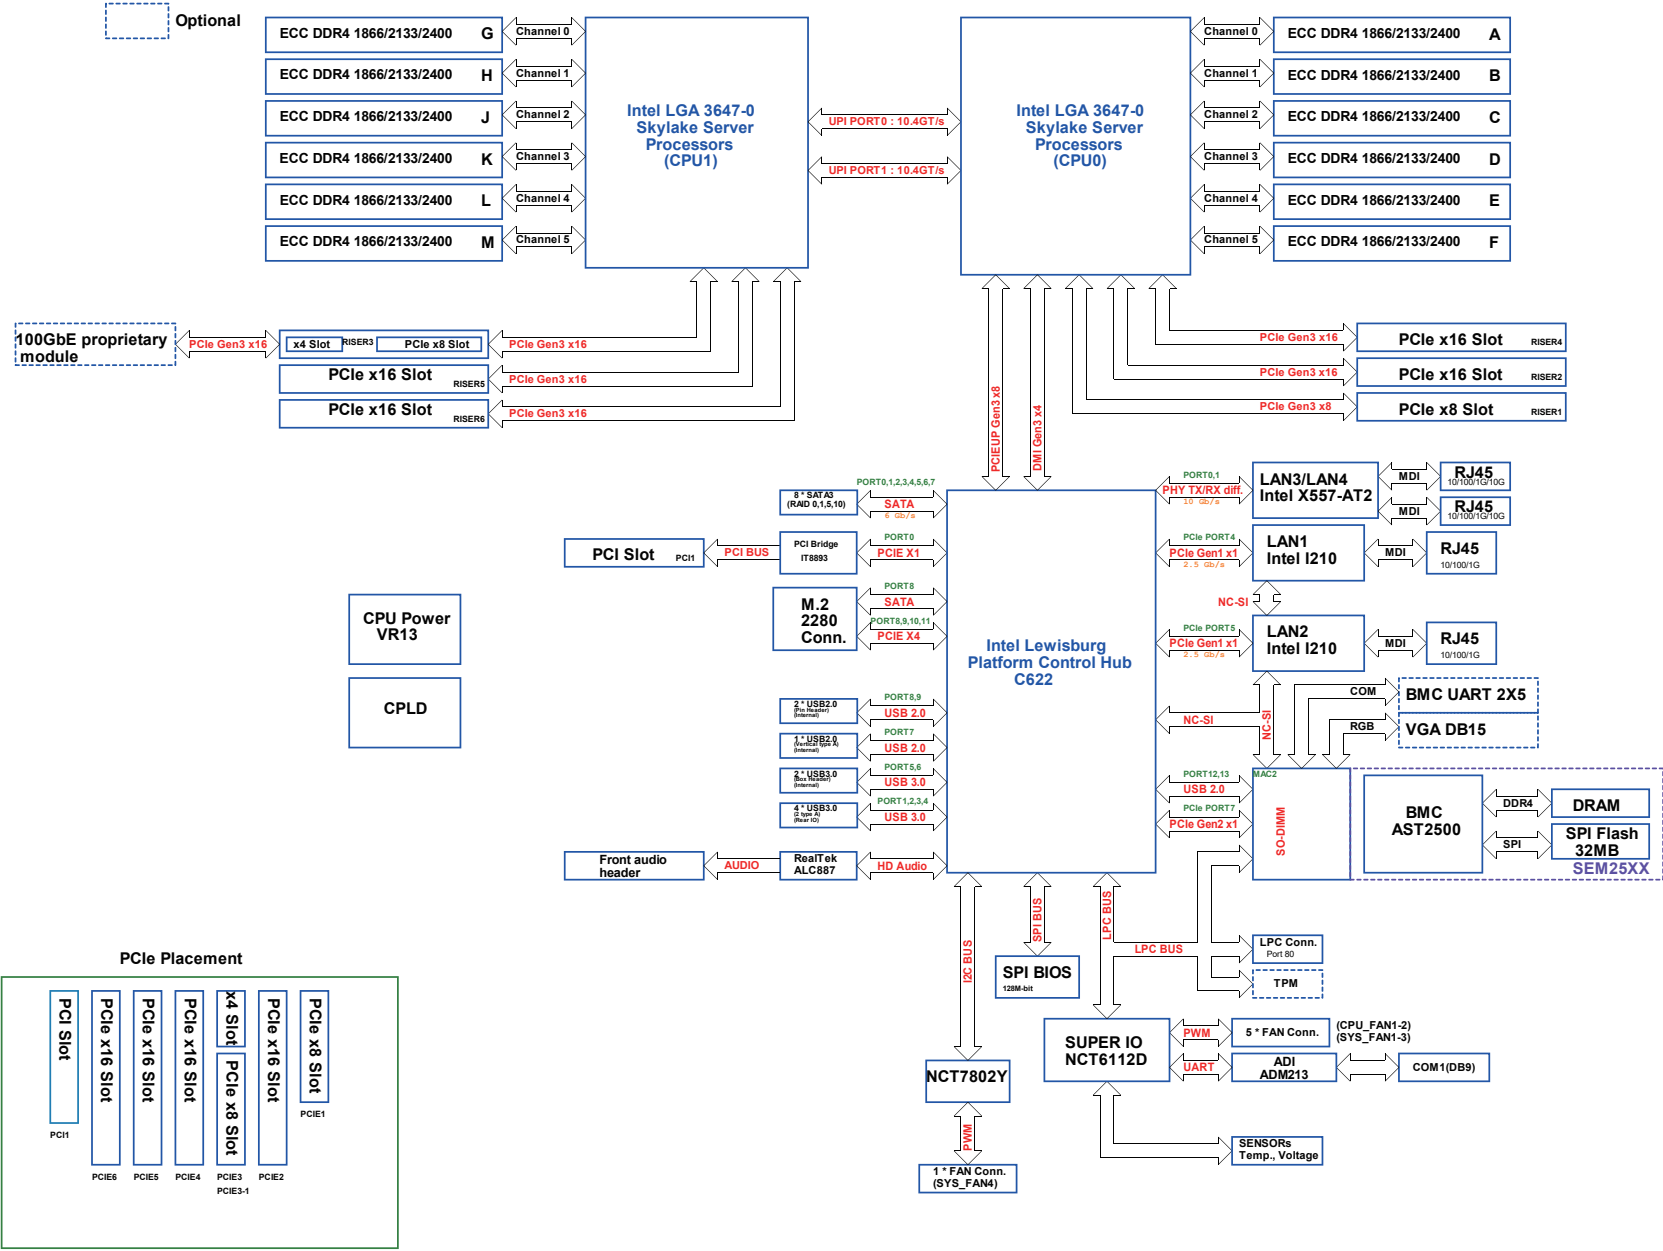 Optional
ECC DDR4 1866/2133/2400 G
Channel 0
ECC DDR4 1866/2133/2400 H
Channel 1
ECC DDR4 1866/2133/2400 J
Channel 2
ECC DDR4 1866/2133/2400 K
Channel 3
ECC DDR4 1866/2133/2400 L
Channel 4
ECC DDR4 1866/2133/2400 M
Channel 5
Intel LGA 3647-0
Skylake Server
Processors
(CPU1)
UPI PORT0 : 10.4GT/s
UPI PORT1 : 10.4GT/s
Intel LGA 3647-0
Skylake Server
Processors
(CPU0)
Channel 0
ECC DDR4 1866/2133/2400 A
Channel 1
ECC DDR4 1866/2133/2400 B
Channel 2
ECC DDR4 1866/2133/2400 C
Channel 3
ECC DDR4 1866/2133/2400 D
Channel 4
ECC DDR4 1866/2133/2400 E
Channel 5
ECC DDR4 1866/2133/2400 F
100GbE proprietary
module
PCIe Gen3 x16
x4 Slot
RISER3
PCIe x8 Slot
PCIe Gen3 x16
PCIe x16 Slot
RISER5
PCIe Gen3 x16
PCIe x16 Slot
RISER6
PCIe Gen3 x16
PCIEUP Gen3 x8
DMI Gen3 x4
PCIe Gen3 x16
PCIe x16 Slot
RISER4
PCIe Gen3 x16
PCIe x16 Slot
RISER2
PCIe Gen3 x8
PCIe x8 Slot
RISER1
8 * SATA3
(RAID 0,1,5,10)
PORT0,1,2,3,4,5,6,7
SATA
6 Gb/s
PCI Slot
PCI1
PCI BUS
PCI Bridge
IT8893
PORT0
PCIE X1
M.2
2280
Conn.
PORT8
SATA
PORT8,9,10,11
PCIE X4
CPU Power
VR13
CPLD
2 * USB2.0
(Pin Header)
(Internal)
PORT8,9
USB 2.0
1 * USB2.0
(Vertical type A)
(Internal)
PORT7
USB 2.0
2 * USB3.0
(Box Header)
(Internal)
PORT5,6
USB 3.0
4 * USB3.0
(2 type A)
(Rear IO)
PORT1,2,3,4
USB 3.0
Front audio
header
AUDIO
RealTek
ALC887
HD Audio
Intel Lewisburg
Platform Control Hub
C622
PORT0,1
PHY TX/RX diff.
10 Gb/s
LAN3/LAN4
Intel X557-AT2
MDI
RJ45
10/100/1G/10G
MDI
RJ45
10/100/1G/10G
PCIe PORT4
PCIe Gen1 x1
2.5 Gb/s
LAN1
Intel I210
MDI
RJ45
10/100/1G
NC-SI
PCIe PORT5
PCIe Gen1 x1
2.5 Gb/s
LAN2
Intel I210
MDI
RJ45
10/100/1G
NC-SI
NC-SI
COM
BMC UART 2X5
RGB
VGA DB15
PORT12,13
USB 2.0
PCIe PORT7
PCIe Gen2 x1
MAC2
SO-DIMM
BMC
AST2500
DDR4
DRAM
SPI
SPI Flash
32MB
SEM25XX
I2C BUS
SPI BUS
LPC BUS
LPC BUS
LPC Conn.
Port 80
TPM
SPI BIOS
128M-bit
SUPER IO
NCT6112D
PWM
5 * FAN Conn.
(CPU_FAN1-2)
(SYS_FAN1-3)
UART
ADI
ADM213
COM1(DB9)
NCT7802Y
PWM
1 * FAN Conn.
(SYS_FAN4)
SENSORs
Temp., Voltage
PCIe Placement
PCI Slot
PCIe x16 Slot
PCIe x16 Slot
PCIe x16 Slot
x4 Slot
PCIe x8 Slot
PCIe x16 Slot
PCIe x8 Slot
PCI1
PCIE6
PCIE5
PCIE4
PCIE3
PCIE3-1
PCIE2
PCIE1